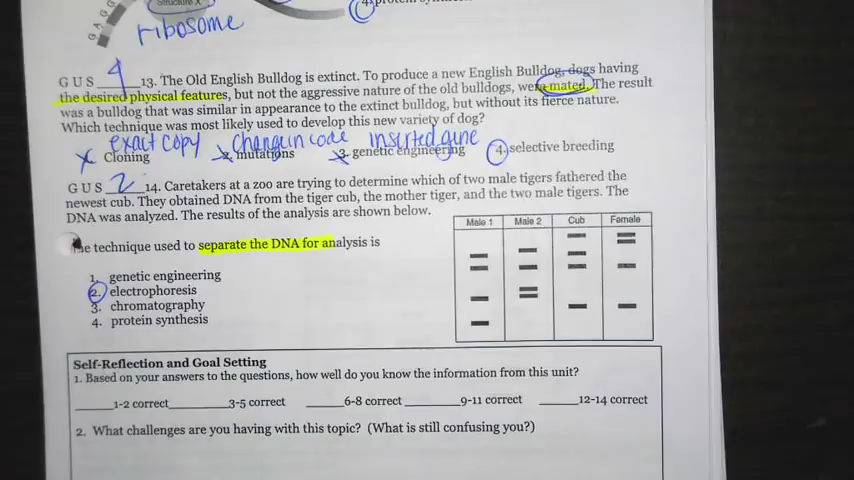 Structure X
GAGG
ribosome
4
GUS ____ 13. The Old English Bulldog is extinct. To produce a new English Bulldog, dogs having
the desired physical features, but not the aggressive nature of the old bulldogs, were mated. The result
was a bulldog that was similar in appearance to the extinct bulldog, but without its fierce nature.
Which technique was most likely used to develop this new variety of dog?
exact copy change in code inserted gene
Cloning 2. mutations 3. genetic engineering 4. selective breeding
GUS 2 14. Caretakers at a zoo are trying to determine which of two male tigers fathered the
newest cub. They obtained DNA from the tiger cub, the mother tiger, and the two male tigers. The
DNA was analyzed. The results of the analysis are shown below.
Male 1 Male 2 Cub Female
The technique used to separate the DNA for analysis is
1. genetic engineering
2. electrophoresis
3. chromatography
4. protein synthesis
Self-Reflection and Goal Setting
1. Based on your answers to the questions, how well do you know the information from this unit?
____1-2 correct ____3-5 correct ____6-8 correct ____9-11 correct ____12-14 correct
2. What challenges are you having with this topic? (What is still confusing you?)